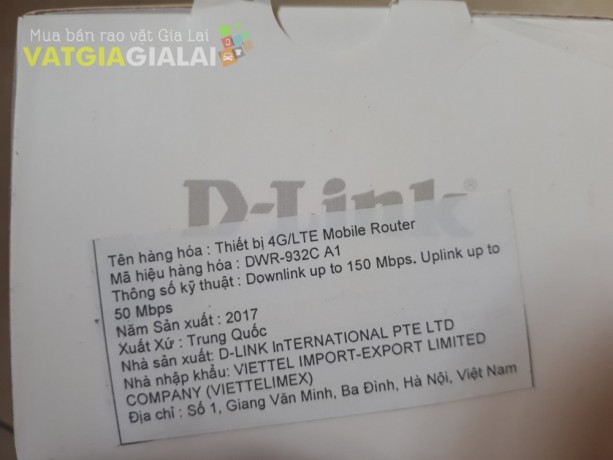 Mua bán rao vặt Gia Lai
VATGIAGIALAI
D-Link®
Tên hàng hóa : Thiết bị 4G/LTE Mobile Router
Mã hiệu hàng hóa : DWR-932C A1
Thông số kỹ thuật : Downlink up to 150 Mbps. Uplink up to
50 Mbps
Năm Sản xuất : 2017
Xuất Xứ : Trung Quốc
Nhà sản xuất: D-LINK InTERNATIONAL PTE LTD
Nhà nhập khẩu: VIETTEL IMPORT-EXPORT LIMITED
COMPANY (VIETTELIMEX)
Địa chỉ : Số 1, Giang Văn Minh, Ba Đình, Hà Nội, Việt Nam